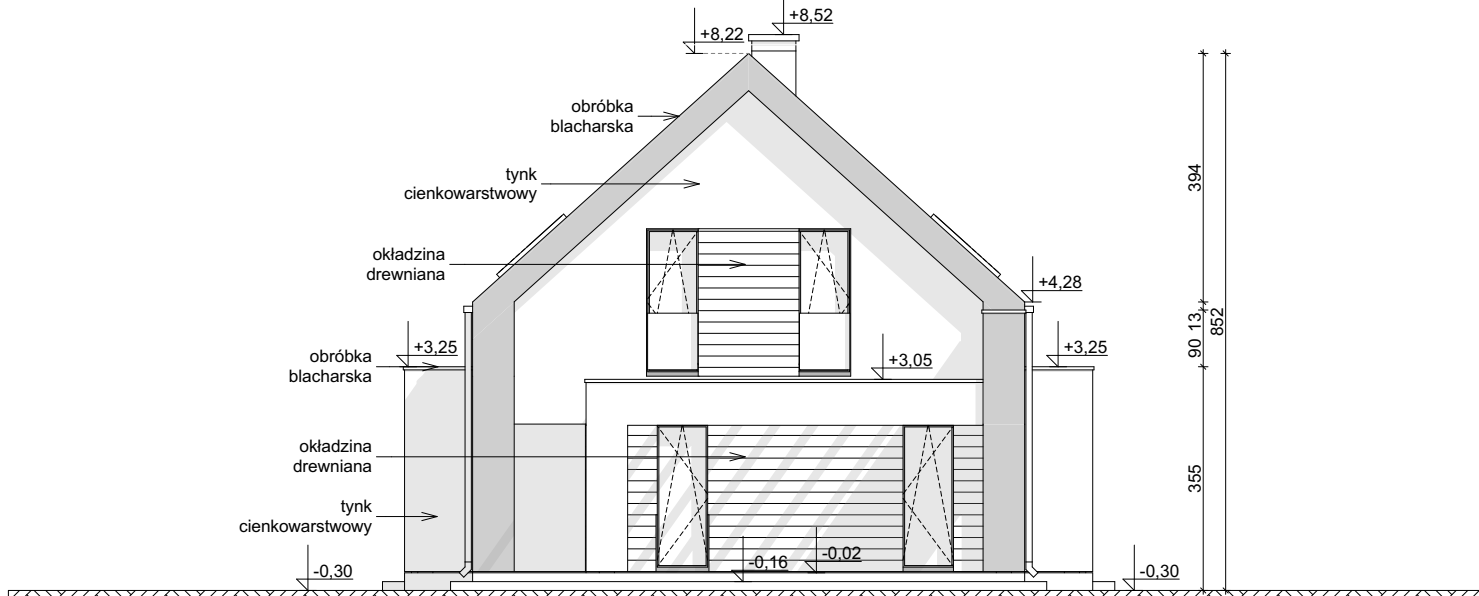 +8,52
+8,22
obróbka
blacharska
tynk
cienkowarstwowy
okładzina
drewniana
+4,28
+3,25
obróbka
blacharska
+3,05
+3,25
okładzina
drewniana
tynk
cienkowarstwowy
-0,30
-0,16
-0,02
-0,30
394
13
90
852
355